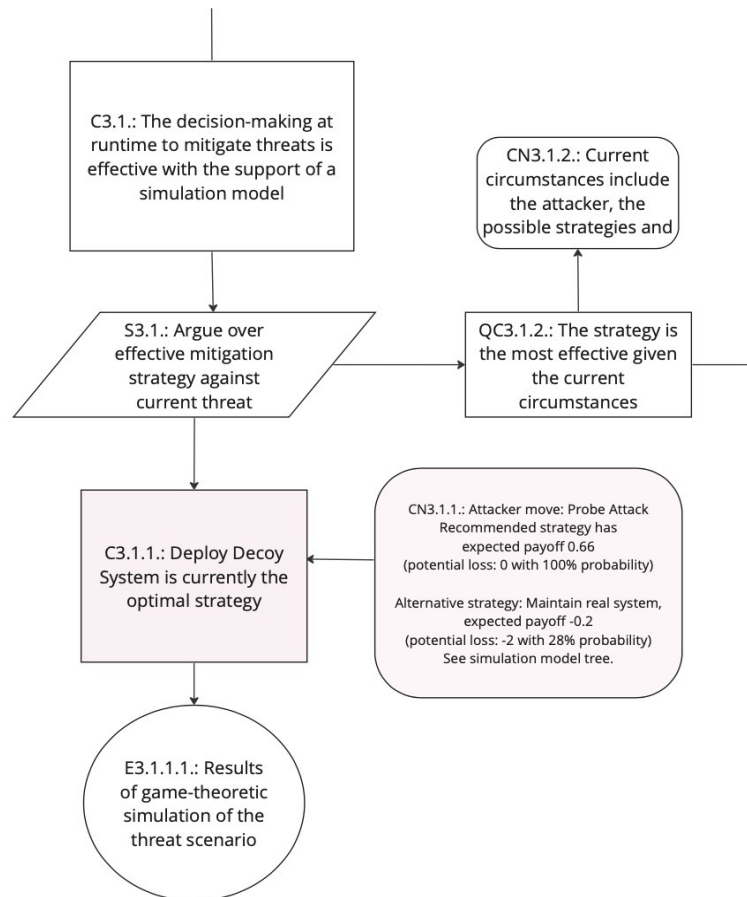 C3.1.: The decision-making at
runtime to mitigate threats is
effective with the support of a
simulation model
CN3.1.2.: Current
circumstances include
the attacker, the
possible strategies and
S3.1.: Argue over
effective mitigation
strategy against
current threat
QC3.1.2.: The strategy is
the most effective given
the current
circumstances
C3.1.1.: Deploy Decoy
System is currently the
optimal strategy
CN3.1.1.: Attacker move: Probe Attack
Recommended strategy has
expected payoff 0.66
(potential loss: 0 with 100% probability)
Alternative strategy: Maintain real system,
expected payoff -0.2
(potential loss: -2 with 28% probability)
See simulation model tree.
E3.1.1.1.: Results
of game-theoretic
simulation of the
threat scenario